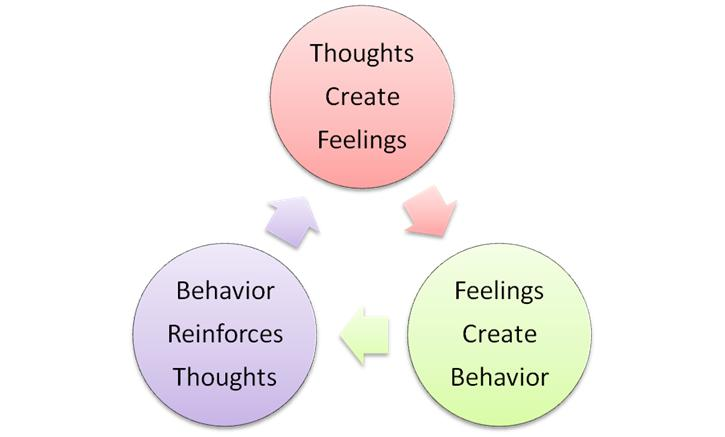 Thoughts
Create
Feelings
Feelings
Create
Behavior
Behavior
Reinforces
Thoughts